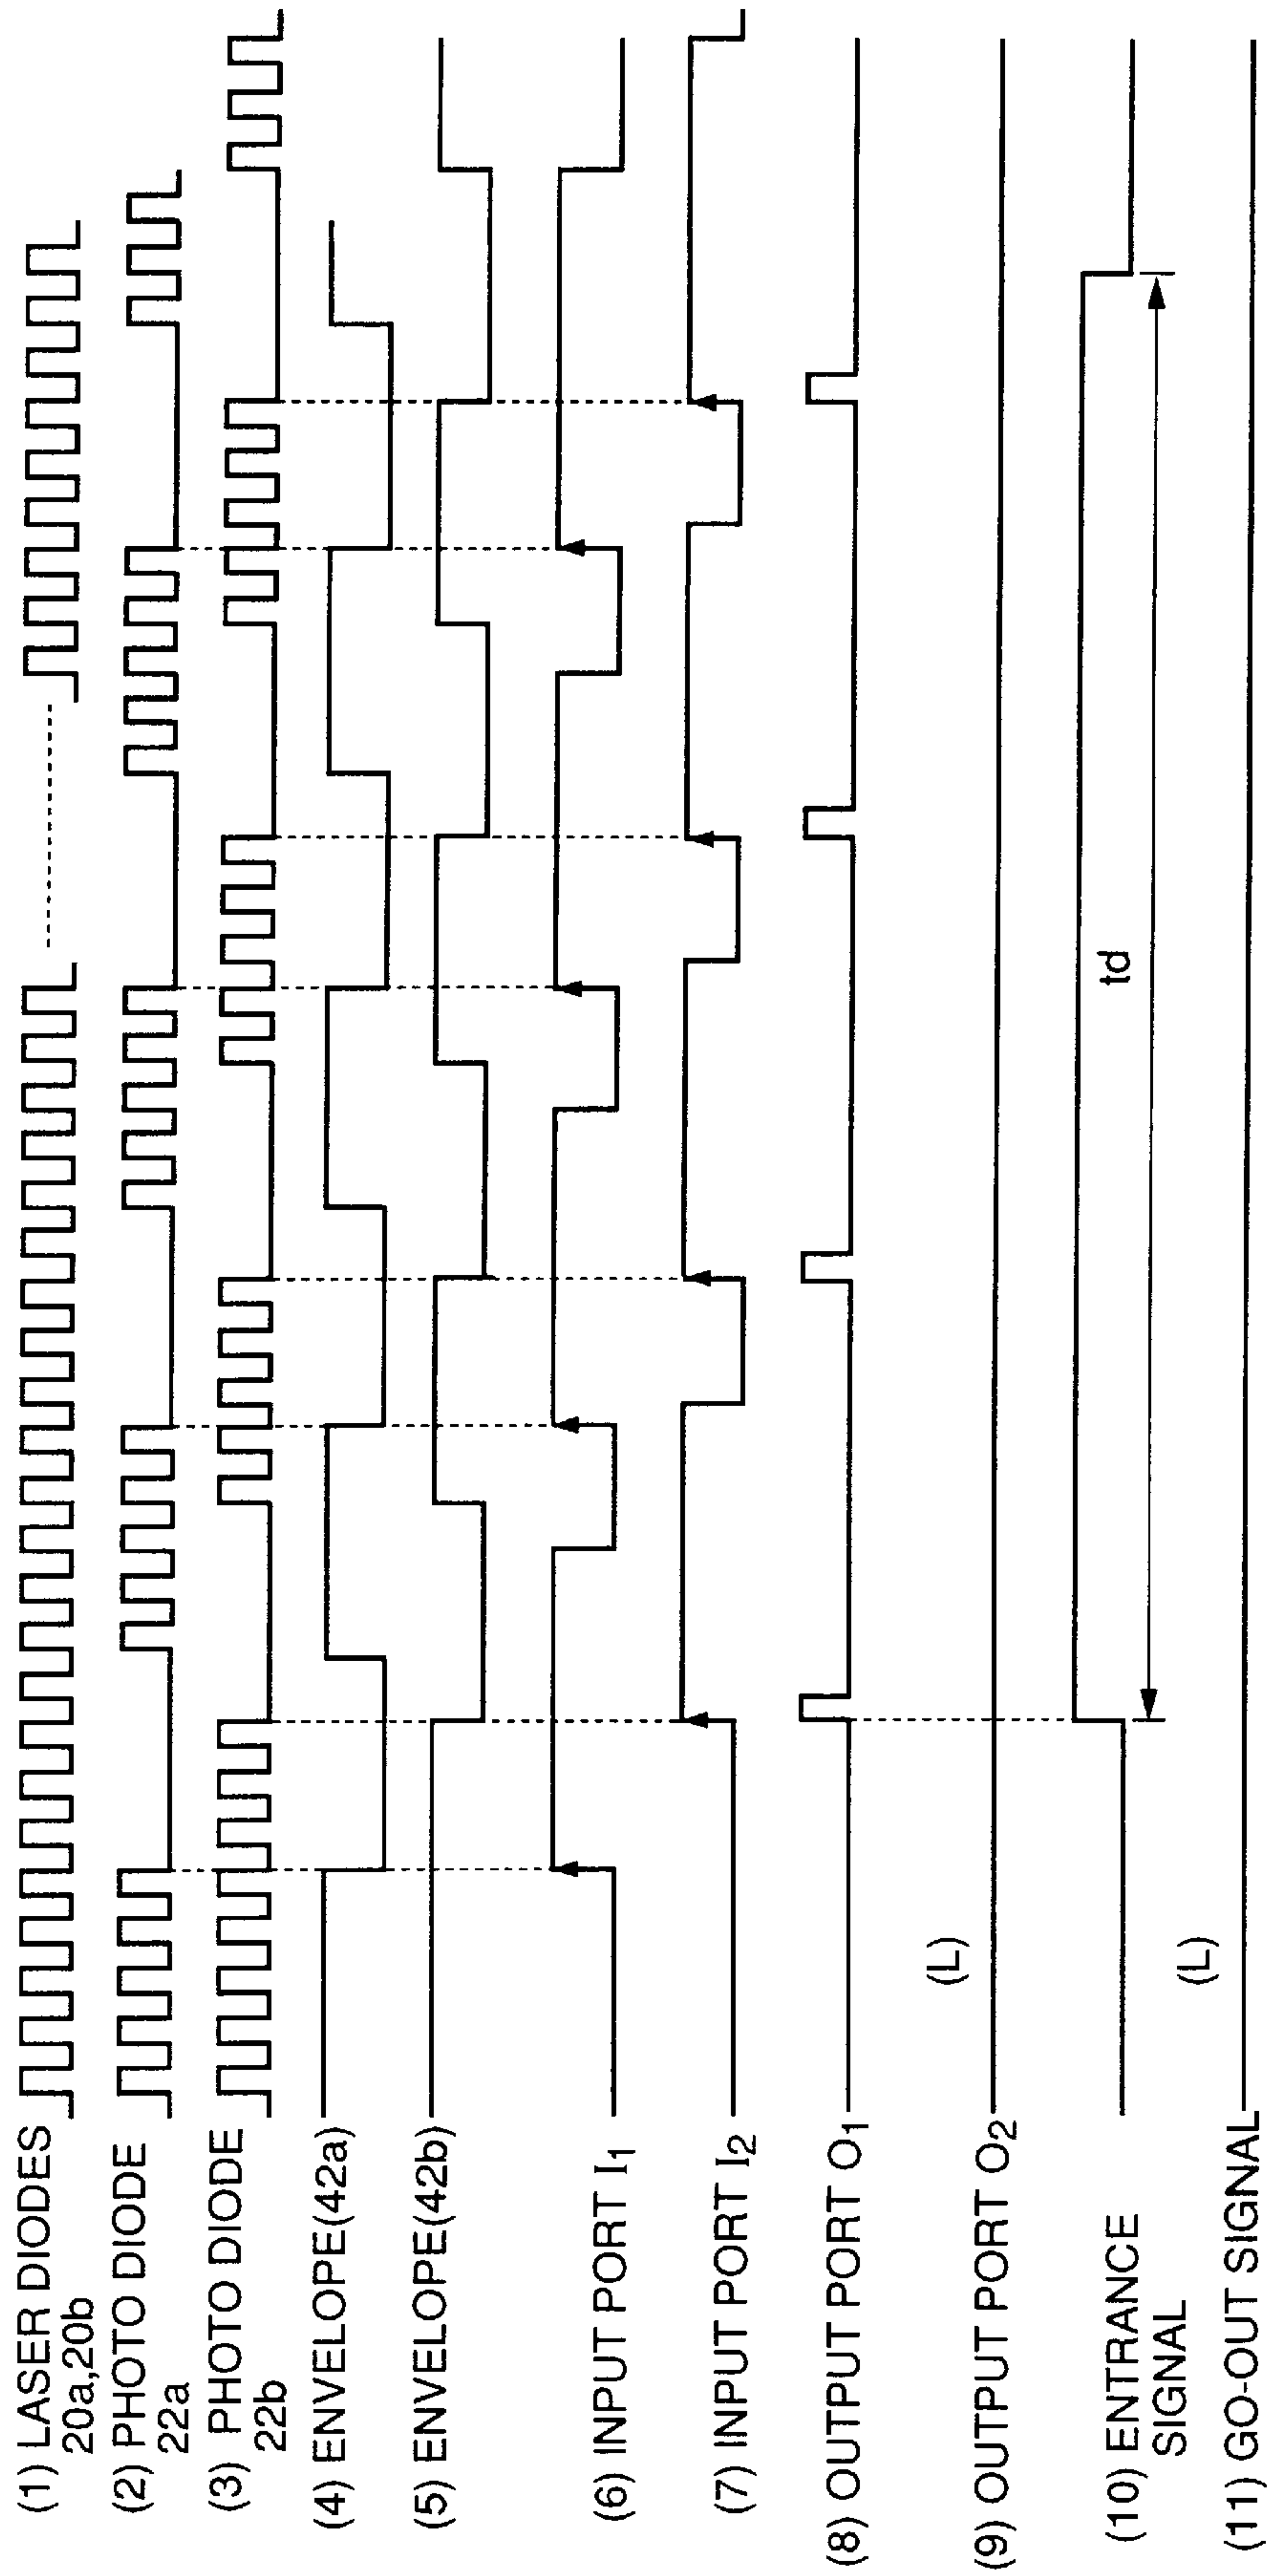 (1) LASER DIODES
20a,20b
(2) PHOTO DIODE
22a
(3) PHOTO DIODE
22b
(4) ENVELOPE(42a)
(5) ENVELOPE(42b)
(6) INPUT PORT I1
(7) INPUT PORT I2
(8) OUTPUT PORT O1
(L)
(9) OUTPUT PORT O2
(10) ENTRANCE
SIGNAL
td
(L)
(11) GO-OUT SIGNAL